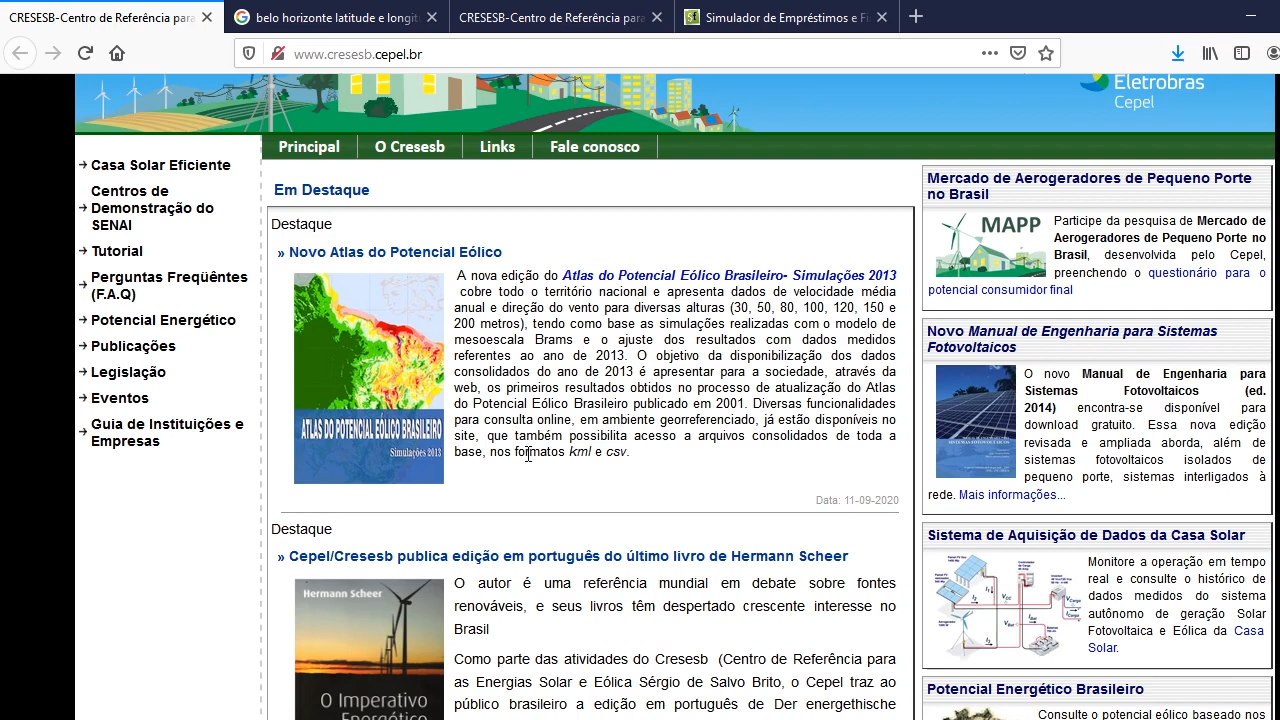 CRESESB-Centro de Referência para
belo horizonte latitude e longit
CRESESB-Centro de Referência para
Simulador de Empréstimos e Fi
www.cresesb.cepel.br
Eletrobras
Cepel
Principal
O Cresesb
Links
Fale conosco
Casa Solar Eficiente
Centros de
Demonstração do
SENAI
Tutorial
Perguntas Freqüêntes
(F.A.Q)
Potencial Energético
Publicações
Legislação
Eventos
Guia de Instituições e
Empresas
Em Destaque
Destaque
» Novo Atlas do Potencial Eólico
ATLAS DO POTENCIAL EÓLICO BRASILEIRO
Simulações 2013
A nova edição do Atlas do Potencial Eólico Brasileiro- Simulações 2013
cobre todo o território nacional e apresenta dados de velocidade média
anual e direção do vento para diversas alturas (30, 50, 80, 100, 120, 150 e
200 metros), tendo como base as simulações realizadas com o modelo de
mesoescala Brams e o ajuste dos resultados com dados medidos
referentes ao ano de 2013. O objetivo da disponibilização dos dados
consolidados do ano de 2013 é apresentar para a sociedade, através da
web, os primeiros resultados obtidos no processo de atualização do Atlas
do Potencial Eólico Brasileiro publicado em 2001. Diversas funcionalidades
para consulta online, em ambiente georreferenciado, já estão disponíveis no
site, que também possibilita acesso a arquivos consolidados de toda a
base, nos formatos kml e csv.
Data: 11-09-2020
Destaque
» Cepel/Cresesb publica edição em português do último livro de Hermann Scheer
Hermann Scheer
O Imperativo
Energético
O autor é uma referência mundial em debate sobre fontes
renováveis, e seus livros têm despertado crescente interesse no
Brasil
Como parte das atividades do Cresesb (Centro de Referência para
as Energias Solar e Eólica Sérgio de Salvo Brito, o Cepel traz ao
público brasileiro a edição em português de Der energethische
Mercado de Aerogeradores de Pequeno Porte
no Brasil
MAPP
Participe da pesquisa de Mercado de
Aerogeradores de Pequeno Porte no
Brasil, desenvolvida pelo Cepel,
preenchendo o questionário para o
potencial consumidor final
Novo Manual de Engenharia para Sistemas
Fotovoltaicos
O novo Manual de Engenharia para
Sistemas Fotovoltaicos (ed.
2014) encontra-se disponível para
download gratuito. Essa nova edição
revisada e ampliada aborda, além de
sistemas fotovoltaicos isolados de
pequeno porte, sistemas interligados à
rede. Mais informações...
Sistema de Aquisição de Dados da Casa Solar
Monitore a operação em tempo
real e consulte o histórico de
dados medidos do sistema
autônomo de geração Solar
Fotovoltaica e Eólica da Casa
Solar.
Potencial Energético Brasileiro
Consulte o potencial eólico baseado nos